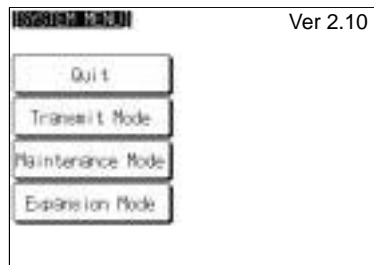 [SYSTEM MENU]
Ver 2.10
Quit
Transmit Mode
Maintenance Mode
Expansion Mode